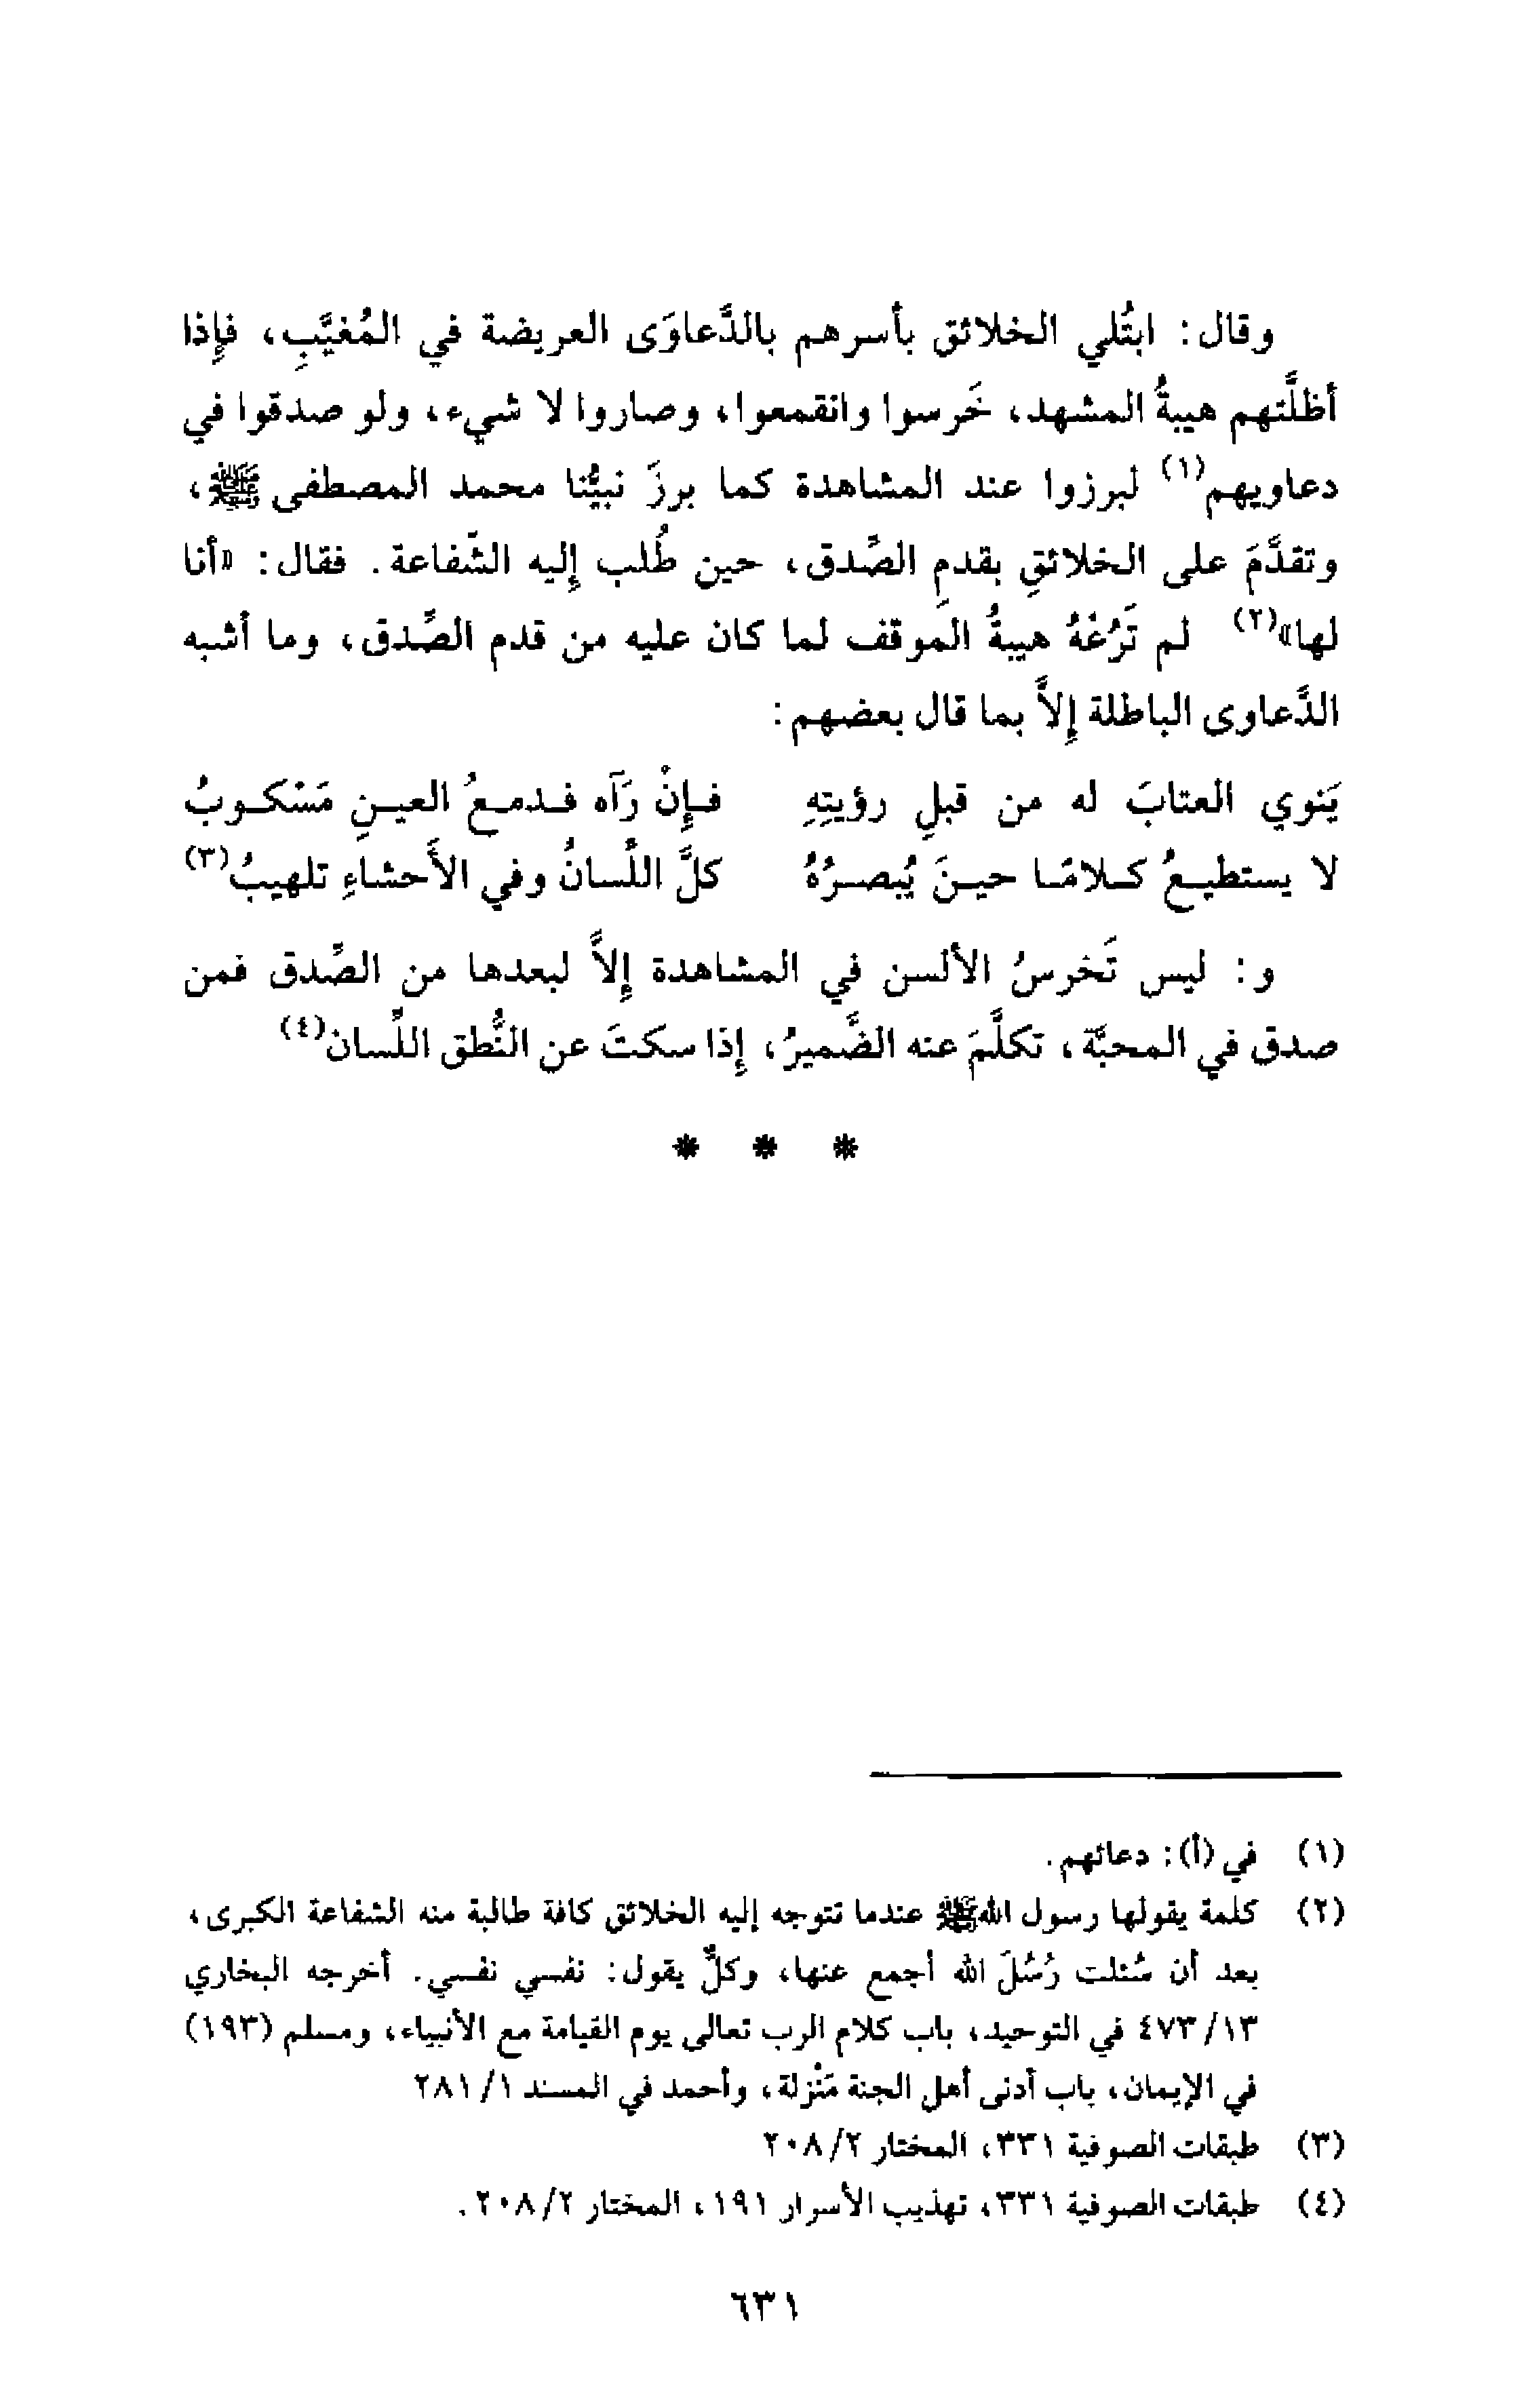 وقال: ابتُلي الخلائق بأسرهم بالدَّعاوَى العريضة في المُغيَّبِ، فإذا
أظلَّتهم هيبةُ المشهد، خَرسوا وانقمعوا، وصاروا لا شيء، ولو صدقوا في
دعاويهم(١) لبرزوا عند المشاهدة كما برزَ نبيُّنا محمد المصطفى ﷺ،
وتقدَّمَ على الخلائقِ بقدمِ الصِّدق، حين طُلب إليه الشَّفاعة. فقال: «أنا
لها»(٢) لم تَرُعْهُ هيبةُ الموقف لما كان عليه من قدم الصِّدق، وما أشبه
الدَّعاوى الباطلة إلاَّ بما قال بعضهم:
يَنوي العتابَ له من قبلِ رؤيتِهِ فإنْ رَآه فدمعُ العينِ مَسْكوبُ
لا يستطيعُ كلامًا حينَ يُبصرُهُ كلَّ اللِّسانُ وفي الأَحشاءِ تلهيبُ(٣)
و: ليس تَخرسُ الألسن في المشاهدة إلاَّ لبعدها من الصِّدق فمن
صدق في المحبَّة، تكلَّمَ عنه الضَّميرُ، إذا سكتَ عن النُّطق اللِّسان(٤)
* * *
(١) في (أ): دعائهم.
(٢) كلمة يقولها رسول الله ﷺ عندما تتوجه إليه الخلائق كافة طالبة منه الشفاعة الكبرى،
بعد أن سُئلت رُسُلَ الله أجمع عنها، وكلٌّ يقول: نفسي نفسي. أخرجه البخاري
١٣/ ٤٧٣ في التوحيد، باب كلام الرب تعالى يوم القيامة مع الأنبياء، ومسلم (١٩٣)
في الإيمان، باب أدنى أهل الجنة مَنْزلة، وأحمد في المسند ١/ ٢٨١
(٣) طبقات الصوفية ٣٣١، المختار ٢/ ٢٠٨
(٤) طبقات الصوفية ٣٣١، تهذيب الأسرار ١٩١، المختار ٢/ ٢٠٨.
٦٣١